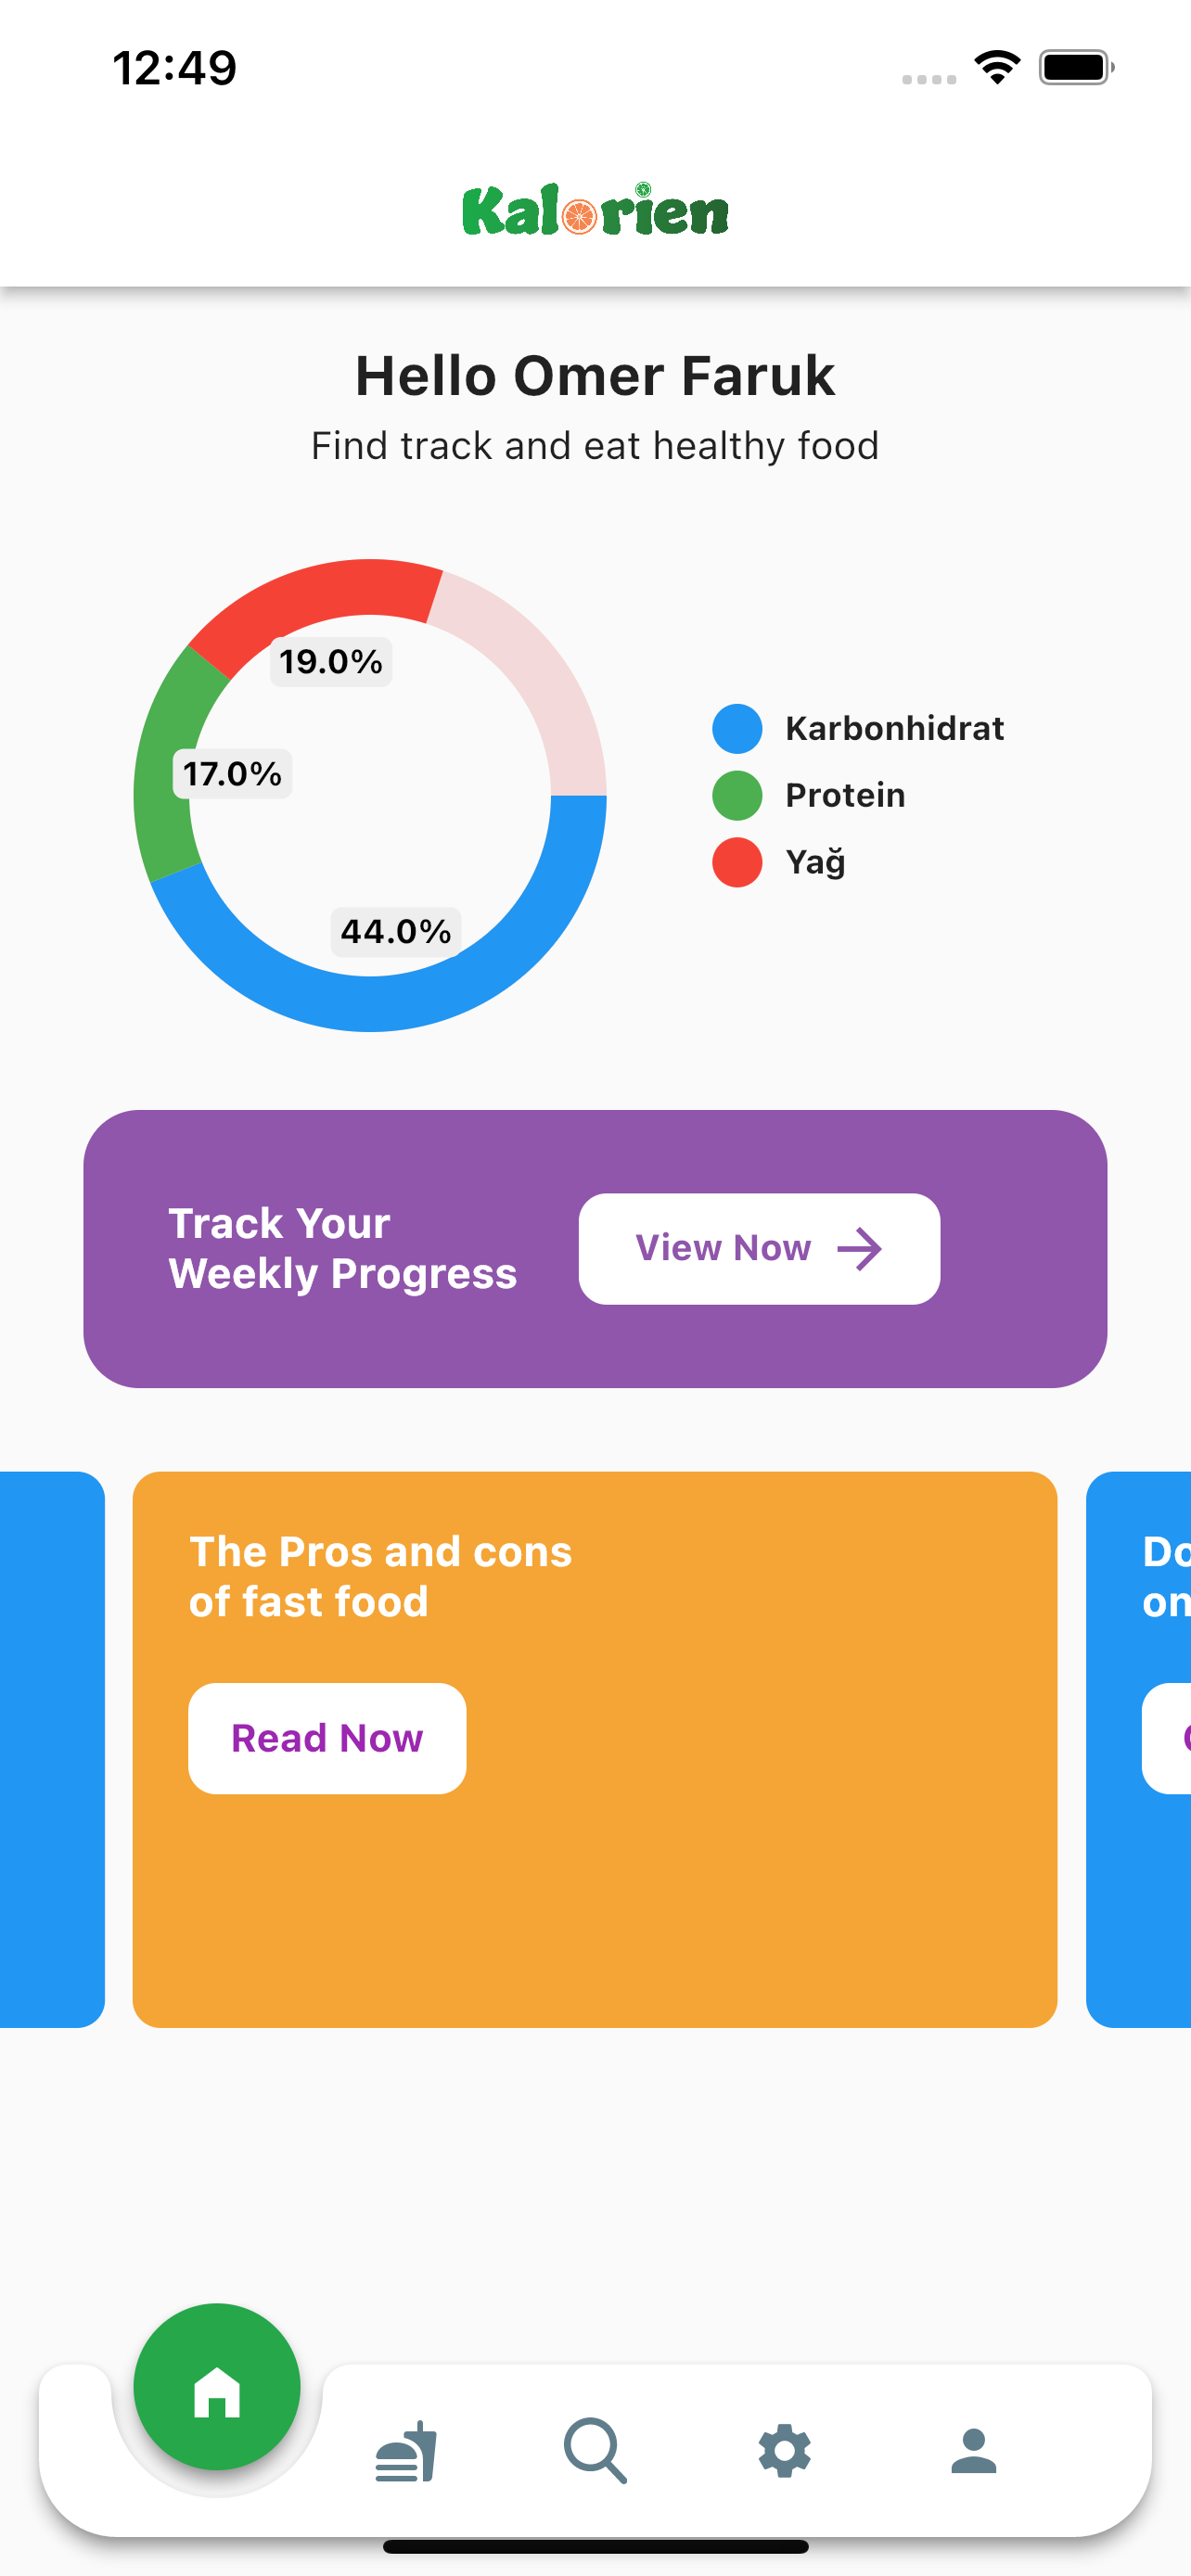 12:49
Kalorien
Hello Omer Faruk
Find track and eat healthy food
19.0%
17.0%
44.0%
Karbonhidrat
Protein
Yağ
Track Your
Weekly Progress
View Now
The Pros and cons
of fast food
Read Now
Do
on